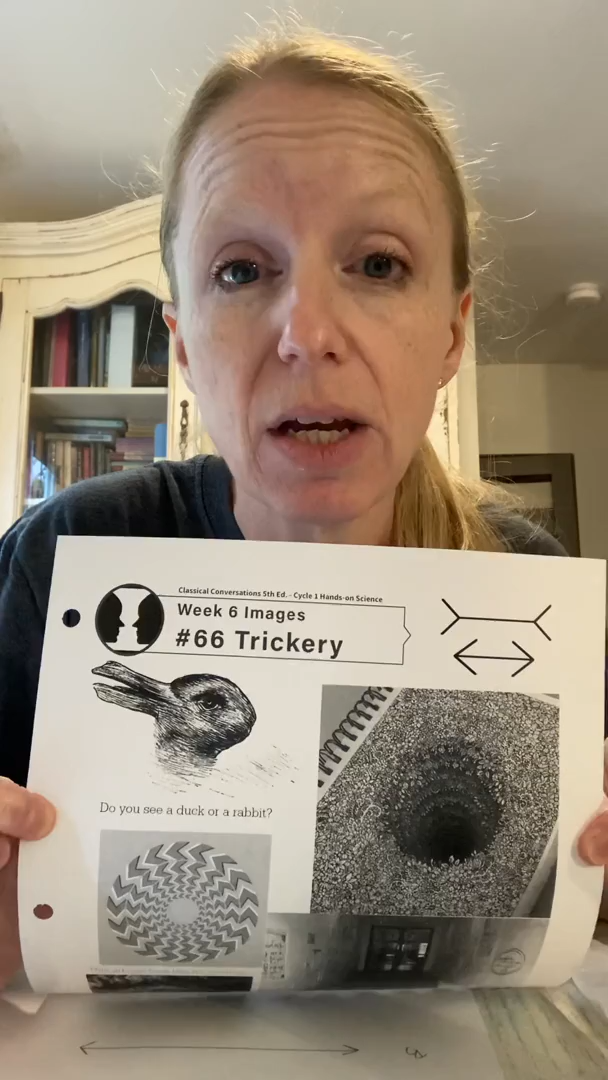 Classical Conversations 5th Ed. - Cycle 1 Hands-on Science
Week 6 Images
#66 Trickery
Do you see a duck or a rabbit?